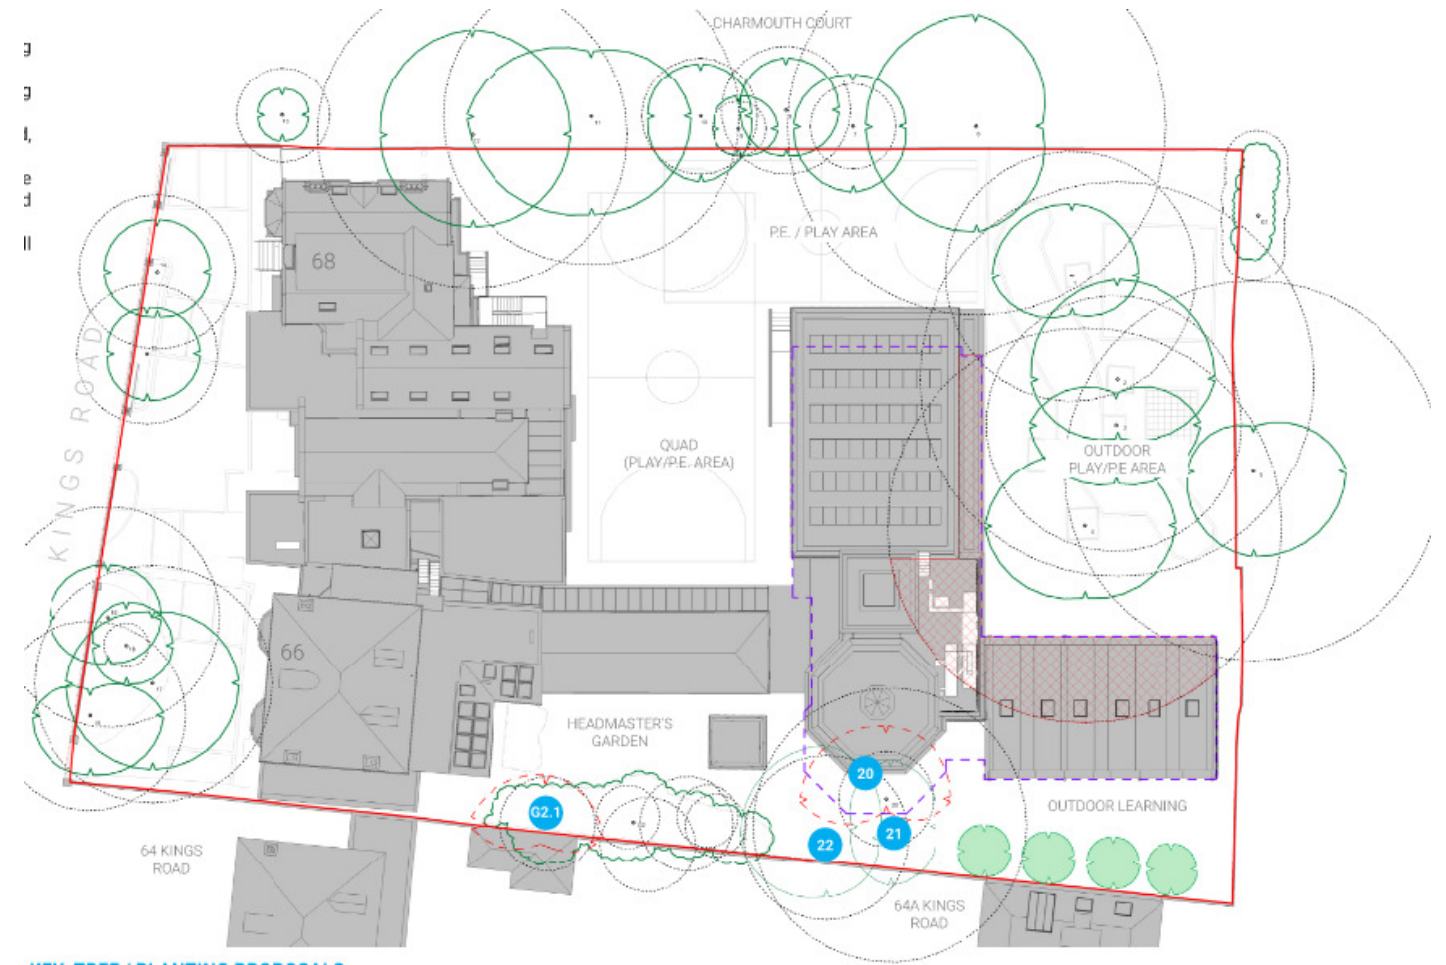 g
CHARMOUTH COURT
g
d,
e
d
ll
P.E. / PLAY AREA
68
KINGS ROAD
QUAD
(PLAY/P.E. AREA)
OUTDOOR
PLAY/P.E AREA
66
HEADMASTER'S
GARDEN
20
G2.1
21
22
OUTDOOR LEARNING
64 KINGS
ROAD
64A KINGS
ROAD